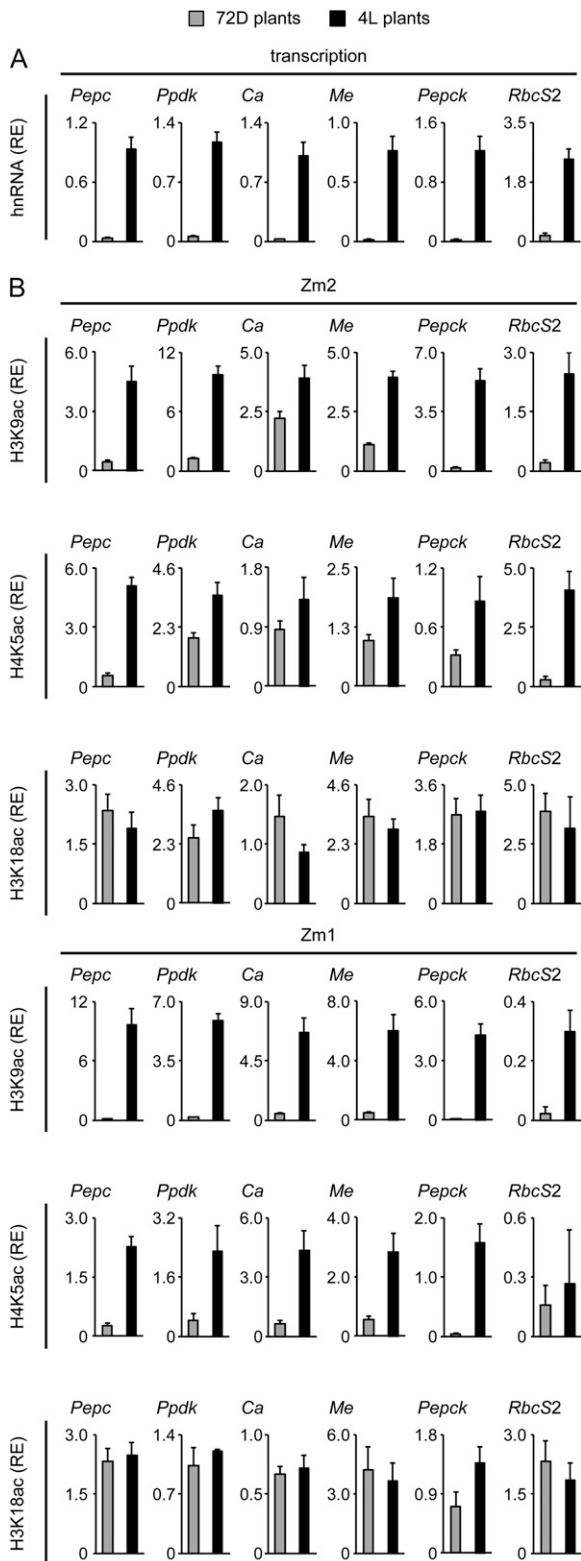 72D plants 4L plants
A transcription
Pepc Ppdk Ca Me Pepck RbcS2
hnRNA (RE)
1.2 1.4 1.4 1.0 1.6 3.5
0.6 0.7 0.7 0.5 1.8 2.8
0 0 0 0 0 0
B Zm2
Pepc Ppdk Ca Me Pepck RbcS2
H3K9ac (RE)
6.0 12 5.0 5.0 7.0 3.0
3.0 6 2.5 2.5 3.5 1.5
0 0 0 0 0 0
Pepc Ppdk Ca Me Pepck RbcS2
H4K5ac (RE)
6.0 4.6 1.8 2.5 1.2 5.0
3.0 2.3 0.9 1.3 0.6 2.5
0 0 0 0 0 0
Pepc Ppdk Ca Me Pepck RbcS2
H3K18ac (RE)
3.0 4.6 2.0 4.6 3.6 5.0
1.5 2.3 1.0 2.3 2.8 2.5
0 0 0 0 0 0
Zm1
Pepc Ppdk Ca Me Pepck RbcS2
H3K9ac (RE)
12 7.0 9.0 8.0 6.0 0.4
6 3.5 4.5 4.0 3.0 0.2
0 0 0 0 0 0
Pepc Ppdk Ca Me Pepck RbcS2
H4K5ac (RE)
3.0 3.2 6.0 4.0 2.0 0.6
1.5 1.6 3.0 2.0 1.0 0.3
0 0 0 0 0 0
Pepc Ppdk Ca Me Pepck RbcS2
H3K18ac (RE)
3.0 1.4 1.0 6.0 1.8 3.0
1.5 0.7 0.5 3.0 0.9 1.5
0 0 0 0 0 0